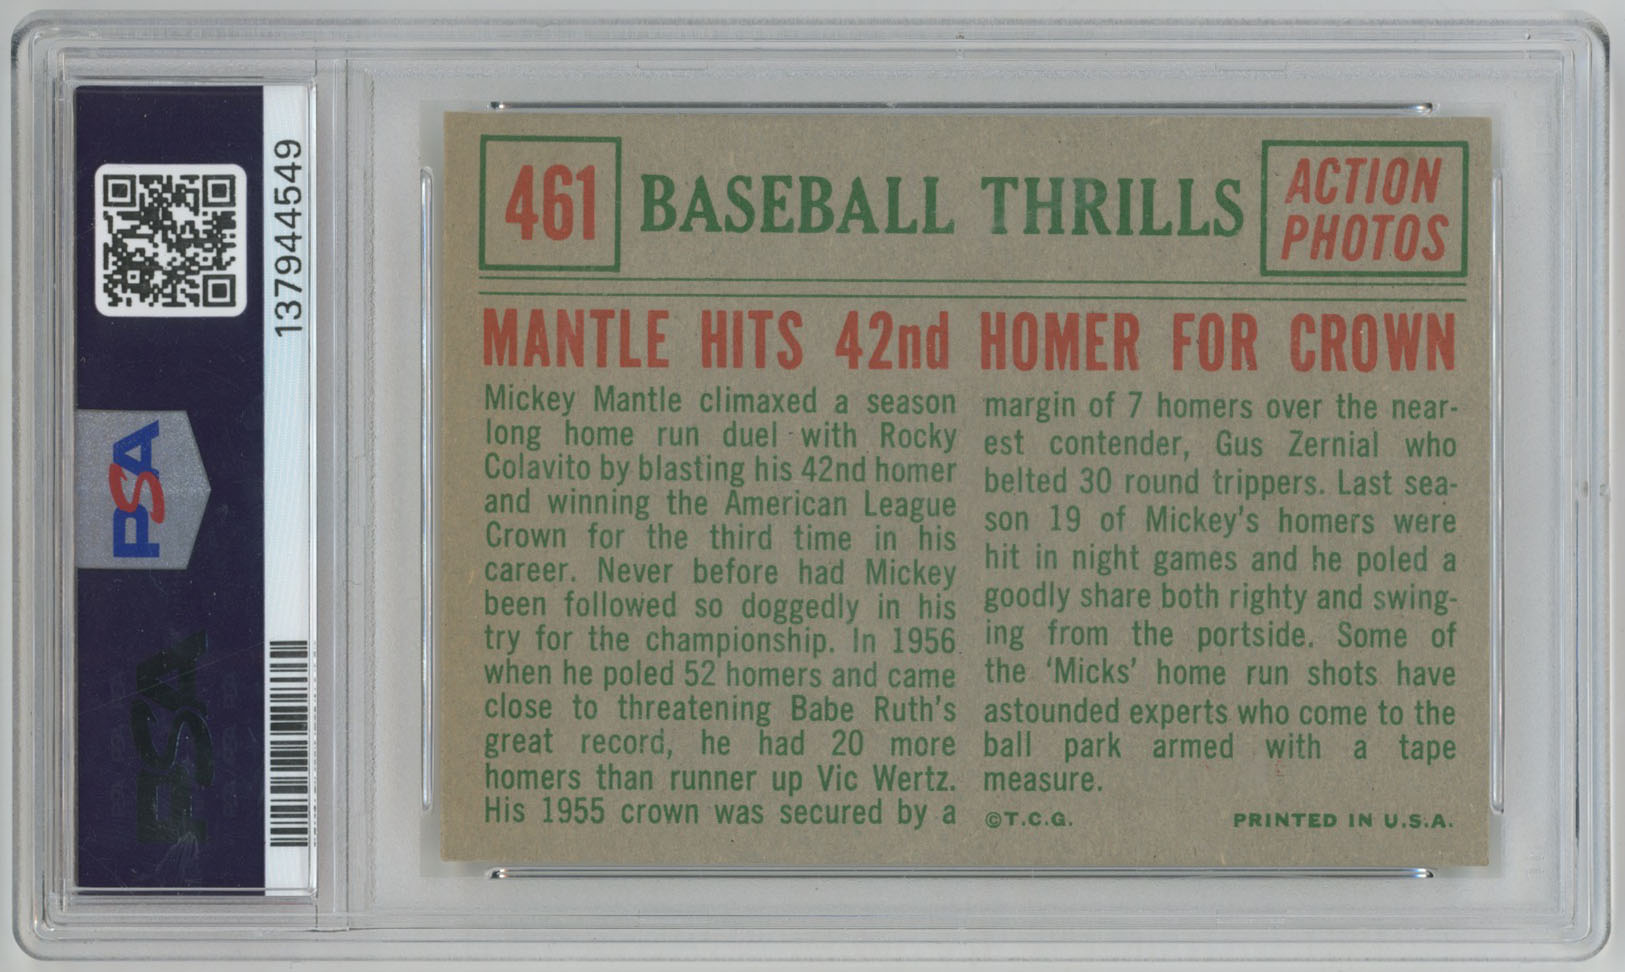 461
BASEBALL THRILLS
ACTION
PHOTOS
MANTLE HITS 42nd HOMER FOR CROWN
Mickey Mantle climaxed a season
long home run duel with Rocky
Colavito by blasting his 42nd homer
and winning the American League
Crown for the third time in his
career. Never before had Mickey
been followed so doggedly in his
try for the championship. In 1956
when he poled 52 homers and came
close to threatening Babe Ruth's
great record, he had 20 more
homers than runner up Vic Wertz.
His 1955 crown was secured by a
margin of 7 homers over the near-
est contender, Gus Zernial who
belted 30 round trippers. Last sea-
son 19 of Mickey's homers were
hit in night games and he poled a
goodly share both righty and swing-
ing from the portside. Some of
the 'Micks' home run shots have
astounded experts who come to the
ball park armed with a tape
measure.
©T.C.G.
PRINTED IN U.S.A.
137944549
PSA
PSA